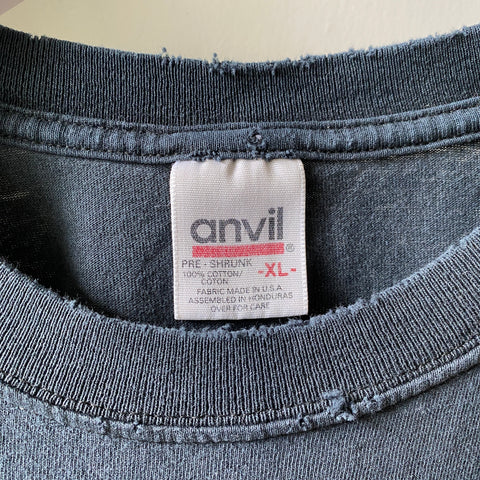 anvil
®
PRE-SHRUNK
100% COTTON/
COTON
-XL-
FABRIC MADE IN U.S.A.
ASSEMBLED IN HONDURAS
OVER FOR CARE